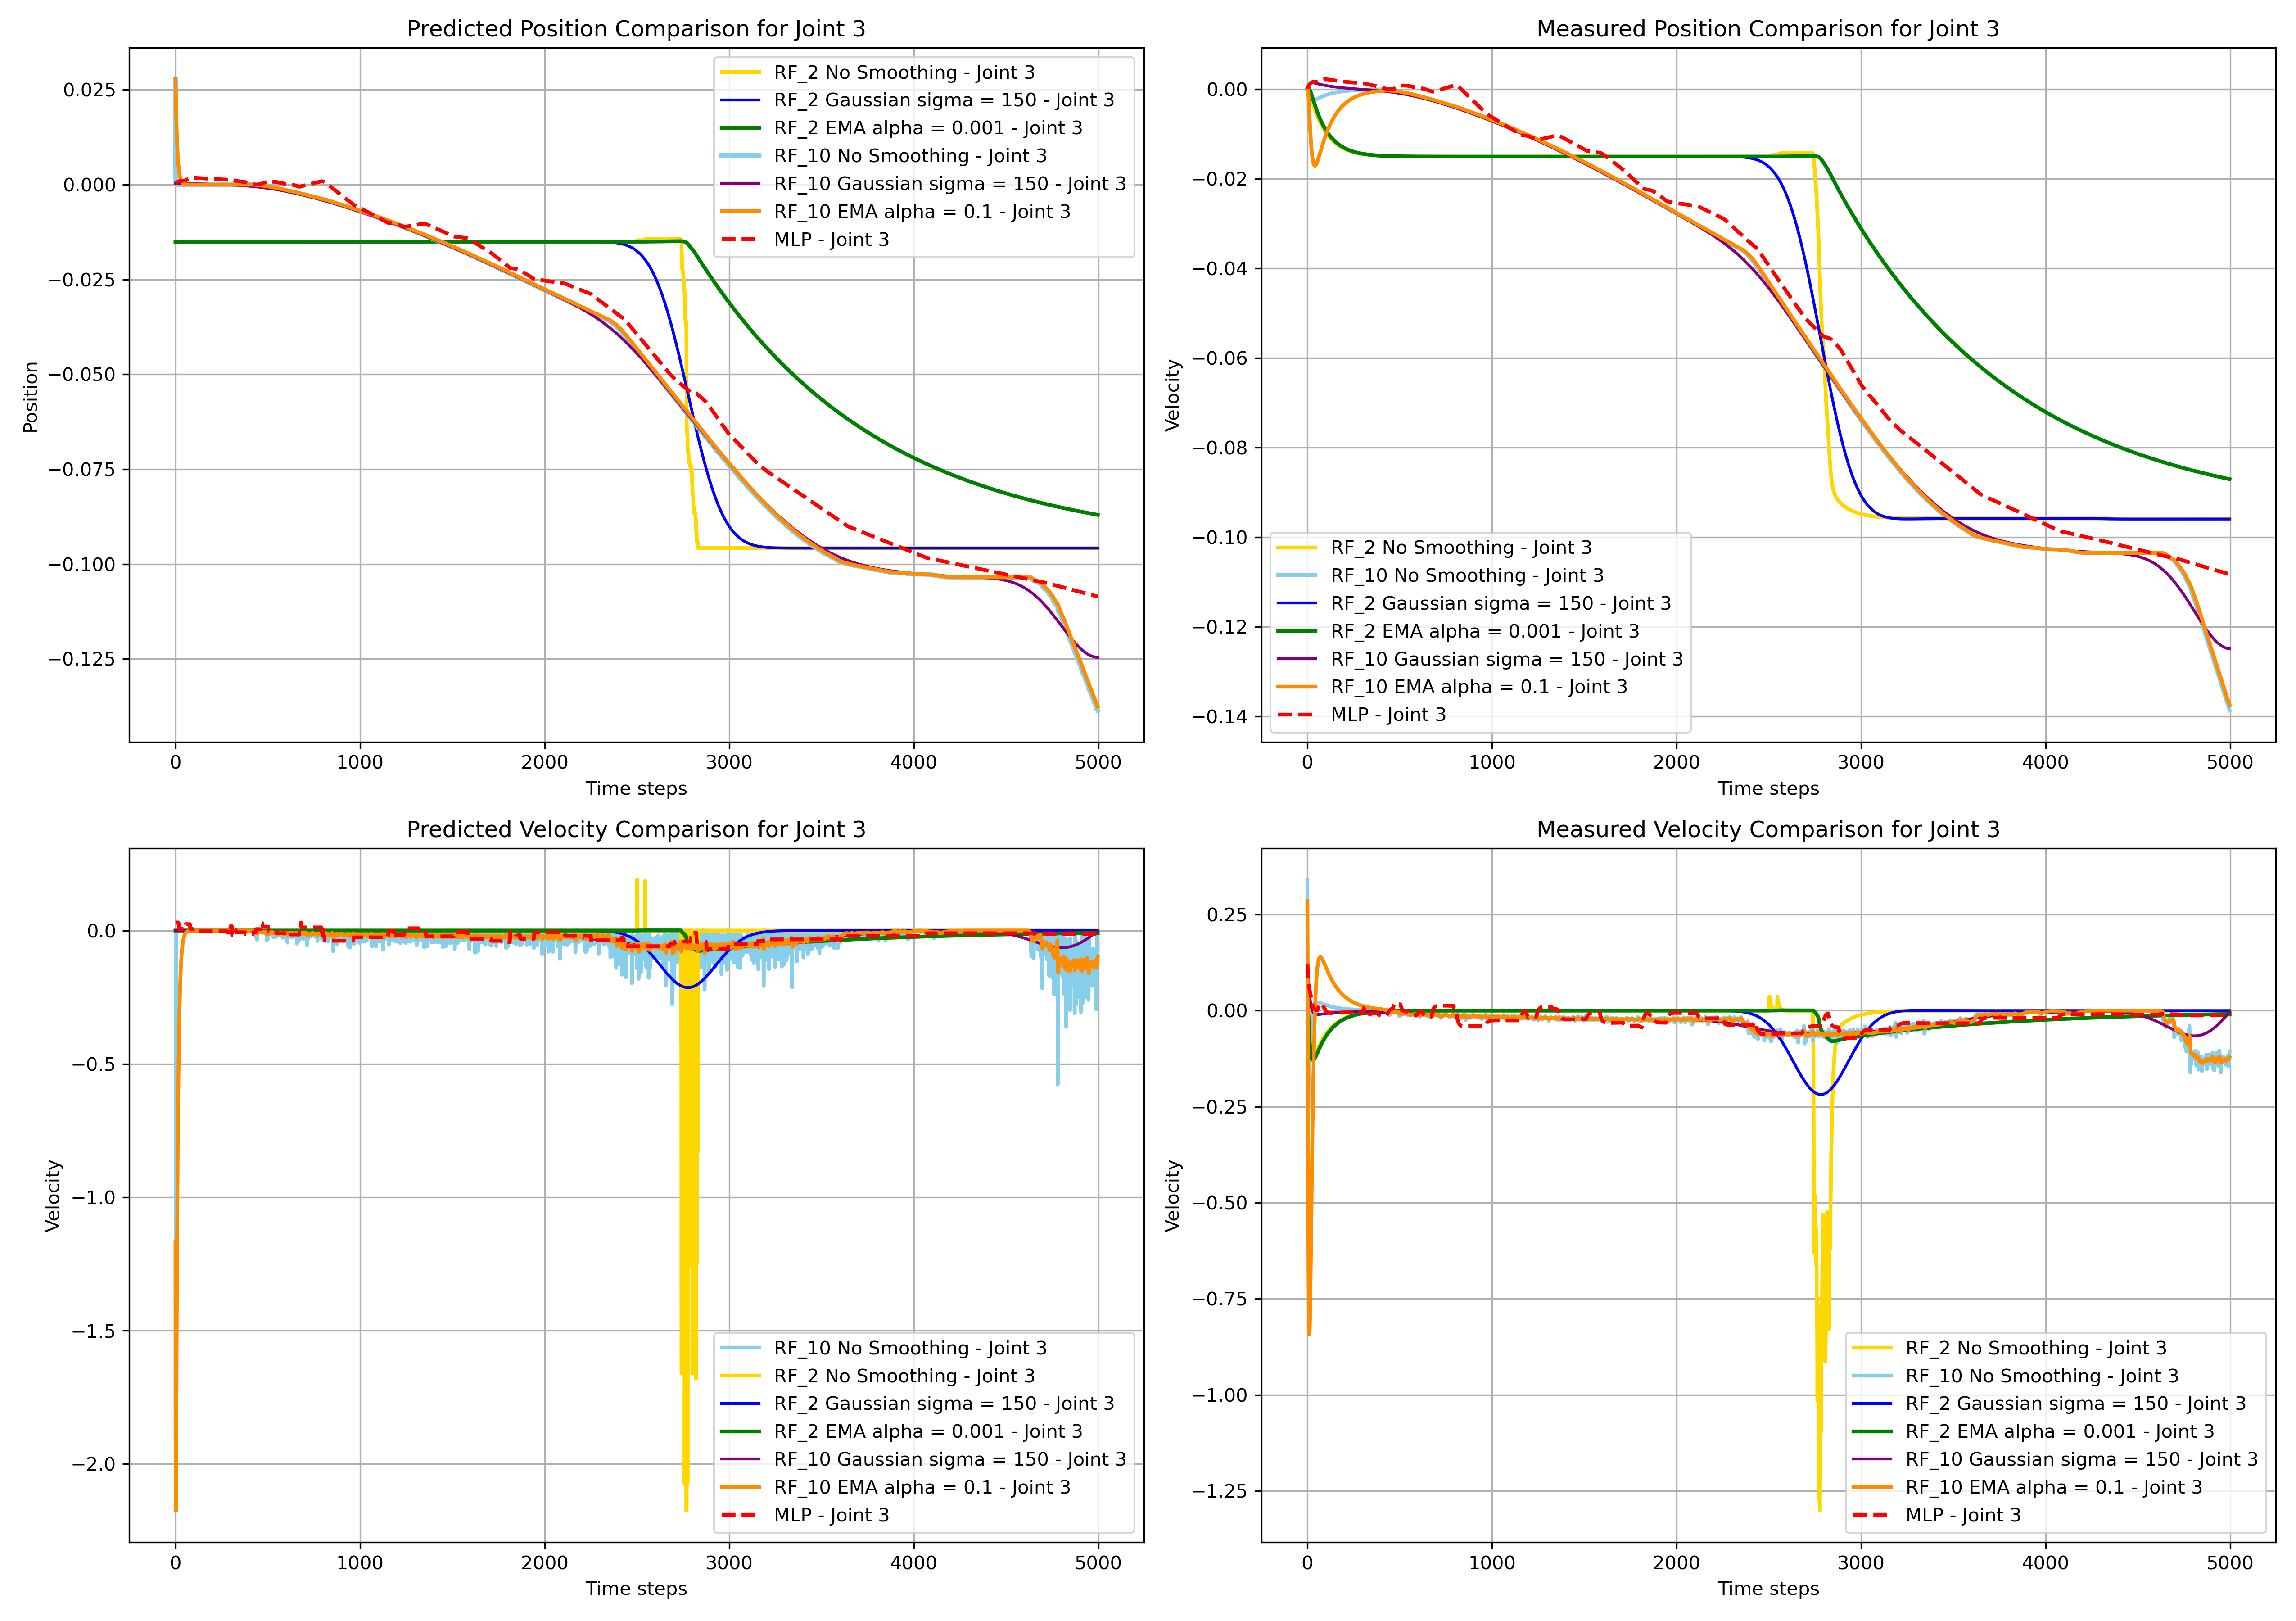 Predicted Position Comparison for Joint 3
Position
0.025
0.000
−0.025
−0.050
−0.075
−0.100
−0.125
RF_2 No Smoothing - Joint 3
RF_2 Gaussian sigma = 150 - Joint 3
RF_2 EMA alpha = 0.001 - Joint 3
RF_10 No Smoothing - Joint 3
RF_10 Gaussian sigma = 150 - Joint 3
RF_10 EMA alpha = 0.1 - Joint 3
MLP - Joint 3
0 1000 2000 3000 4000 5000
Time steps
Measured Position Comparison for Joint 3
Velocity
0.00
−0.02
−0.04
−0.06
−0.08
−0.10
−0.12
−0.14
RF_2 No Smoothing - Joint 3
RF_10 No Smoothing - Joint 3
RF_2 Gaussian sigma = 150 - Joint 3
RF_2 EMA alpha = 0.001 - Joint 3
RF_10 Gaussian sigma = 150 - Joint 3
RF_10 EMA alpha = 0.1 - Joint 3
MLP - Joint 3
0 1000 2000 3000 4000 5000
Time steps
Predicted Velocity Comparison for Joint 3
Velocity
0.0
−0.5
−1.0
−1.5
−2.0
RF_10 No Smoothing - Joint 3
RF_2 No Smoothing - Joint 3
RF_2 Gaussian sigma = 150 - Joint 3
RF_2 EMA alpha = 0.001 - Joint 3
RF_10 Gaussian sigma = 150 - Joint 3
RF_10 EMA alpha = 0.1 - Joint 3
MLP - Joint 3
0 1000 2000 3000 4000 5000
Time steps
Measured Velocity Comparison for Joint 3
Velocity
0.25
0.00
−0.25
−0.50
−0.75
−1.00
−1.25
RF_2 No Smoothing - Joint 3
RF_10 No Smoothing - Joint 3
RF_2 Gaussian sigma = 150 - Joint 3
RF_2 EMA alpha = 0.001 - Joint 3
RF_10 Gaussian sigma = 150 - Joint 3
RF_10 EMA alpha = 0.1 - Joint 3
MLP - Joint 3
0 1000 2000 3000 4000 5000
Time steps